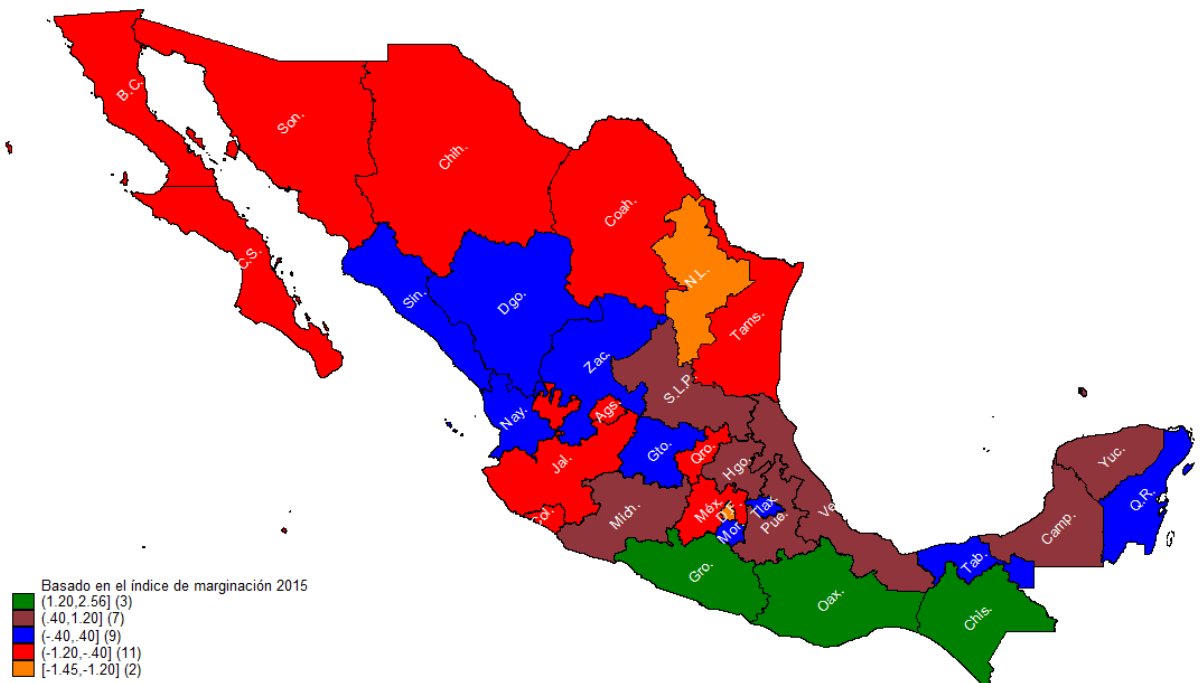 B.C.
Son.
Chih.
Coah.
C.S.
N.L.
Sin.
Dgo.
Tams.
Zac.
S.L.P.
Nay.
Ags.
Gto.
Qro.
Hgo.
Jal.
Yuc.
Q.R.
Col.
Mich.
Méx.
D.F.
Tlax.
Mor.
Pue.
Ve
Camp.
Tab.
Gro.
Oax.
Chis.
Basado en el índice de marginación 2015
(1.20,2.56] (3)
(.40,1.20] (7)
(-.40,.40] (9)
(-1.20,-.40] (11)
[-1.45,-1.20] (2)